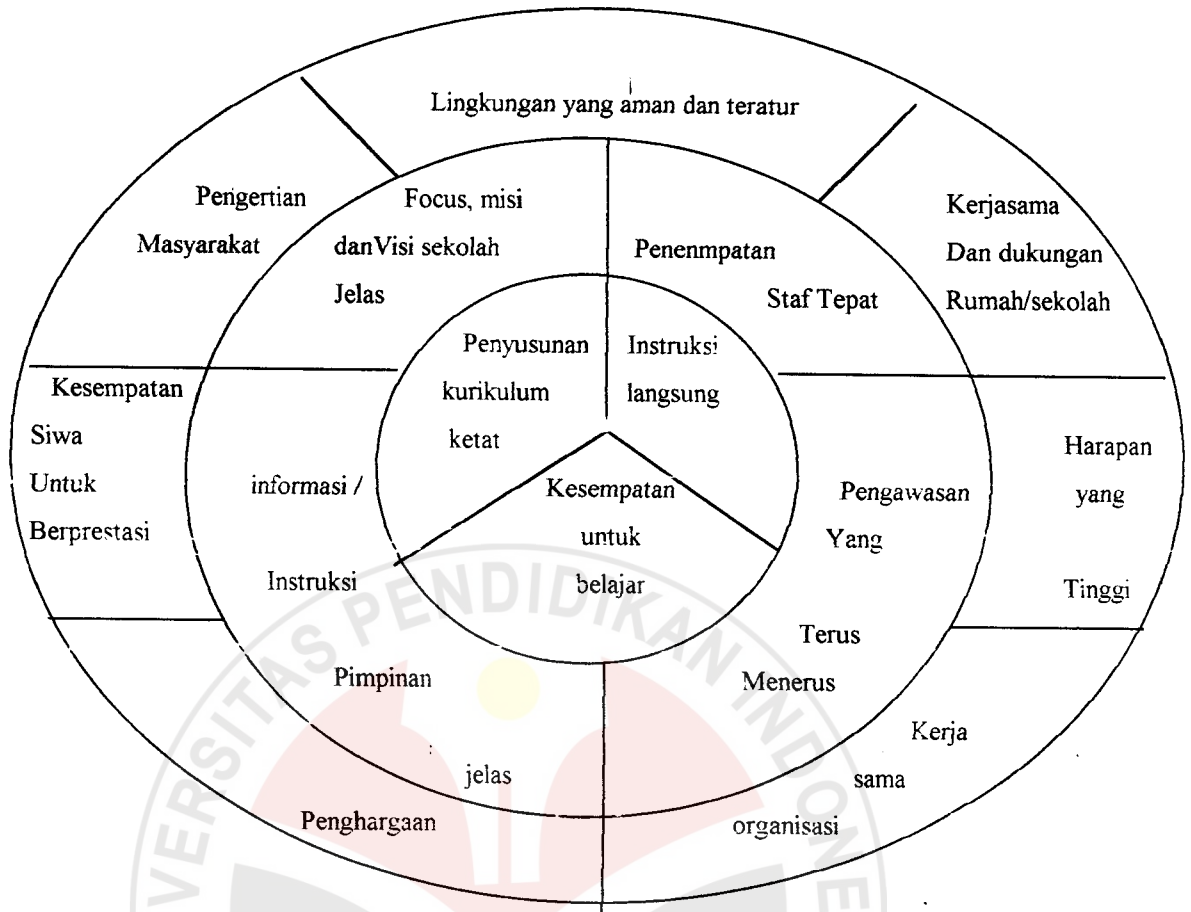 Lingkungan yang aman dan teratur
Pengertian
Masyarakat
Focus, misi
danVisi sekolah
Jelas
Penenmpatan
Staf Tepat
Kerjasama
Dan dukungan
Rumah/sekolah
Penyusunan
kurikulum
ketat
Instruksi
langsung
Kesempatan
Siwa
Untuk
Berprestasi
informasi /
Instruksi
Pimpinan
jelas
Kesempatan
untuk
belajar
Pengawasan
Yang
Terus
Menerus
Harapan
yang
Tinggi
Penghargaan
Kerja
sama
organisasi
PENDIDIKAN